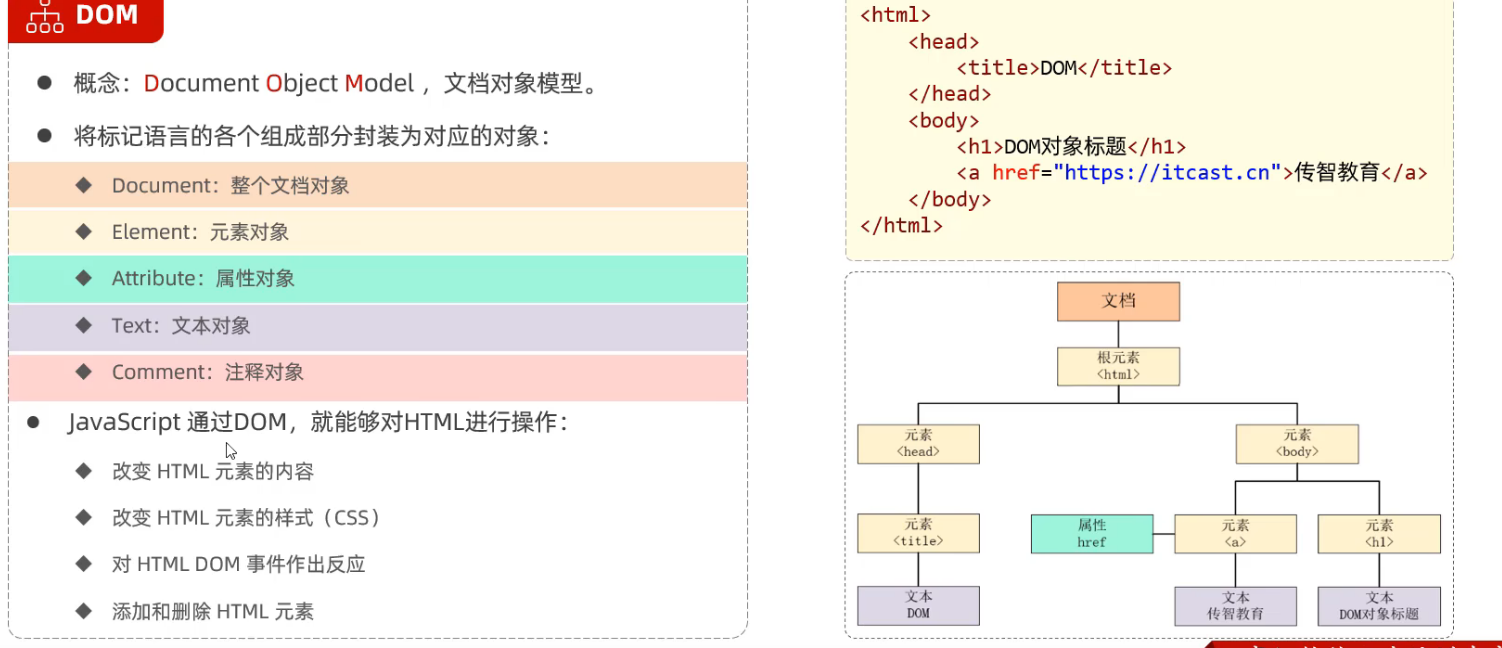 DOM
概念：Document Object Model ，文档对象模型。
将标记语言的各个组成部分封装为对应的对象：
Document：整个文档对象
Element：元素对象
Attribute：属性对象
Text：文本对象
Comment：注释对象
JavaScript 通过DOM，就能够对HTML进行操作：
改变 HTML 元素的内容
改变 HTML 元素的样式（CSS）
对 HTML DOM 事件作出反应
添加和删除 HTML 元素
<html>
<head>
<title>DOM</title>
</head>
<body>
<h1>DOM对象标题</h1>
<a href="https://itcast.cn">传智教育</a>
</body>
</html>
文档
根元素
<html>
元素
<head>
元素
<body>
元素
<title>
属性
href
元素
<a>
元素
<h1>
文本
DOM
文本
传智教育
文本
DOM对象标题